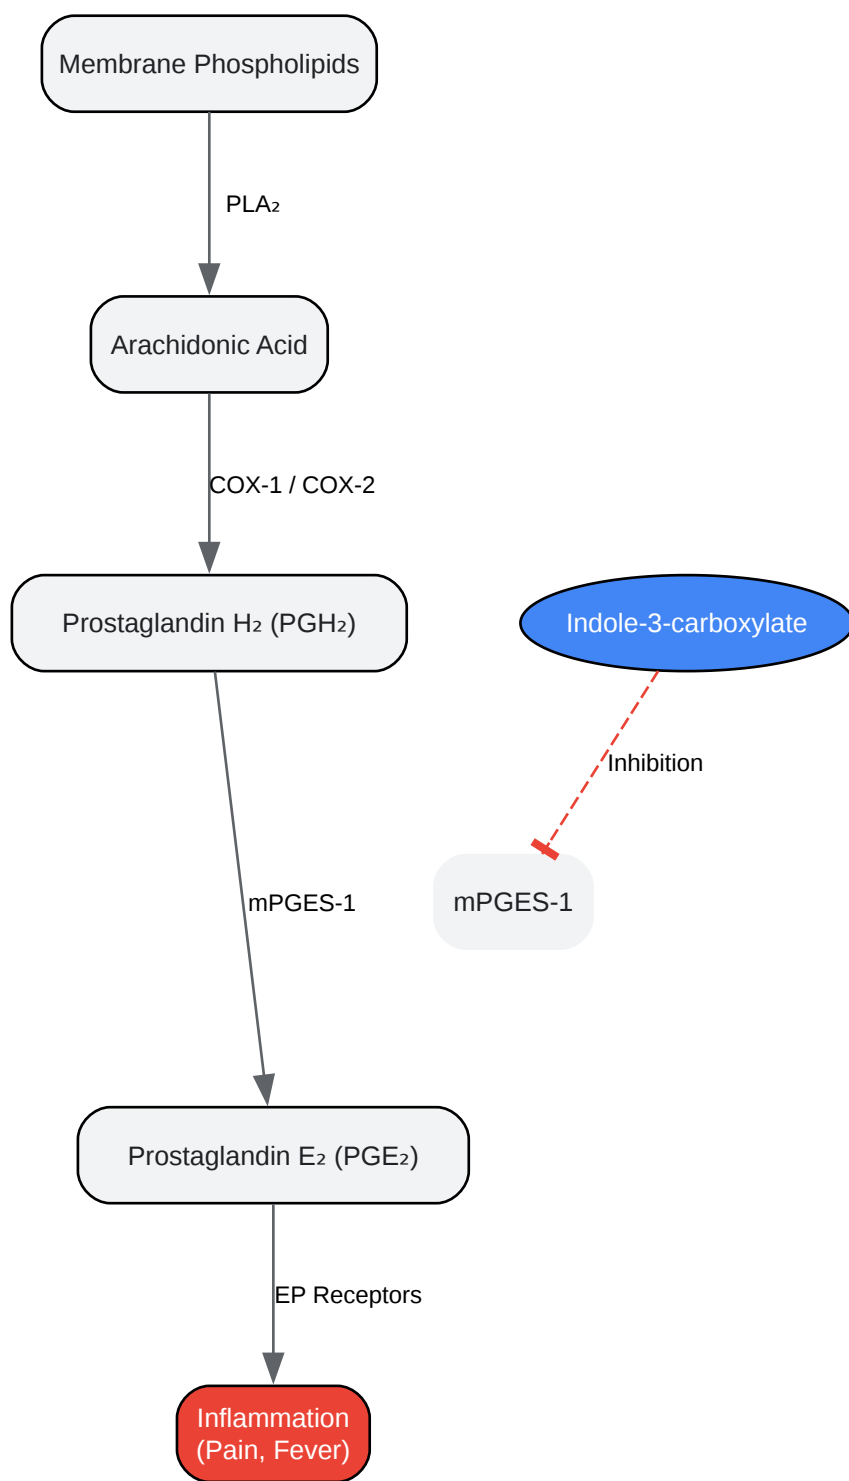 Membrane Phospholipids
PLA₂
Arachidonic Acid
COX-1 / COX-2
Prostaglandin H₂ (PGH₂)
Indole-3-carboxylate
Inhibition
mPGES-1
mPGES-1
Prostaglandin E₂ (PGE₂)
EP Receptors
Inflammation
(Pain, Fever)